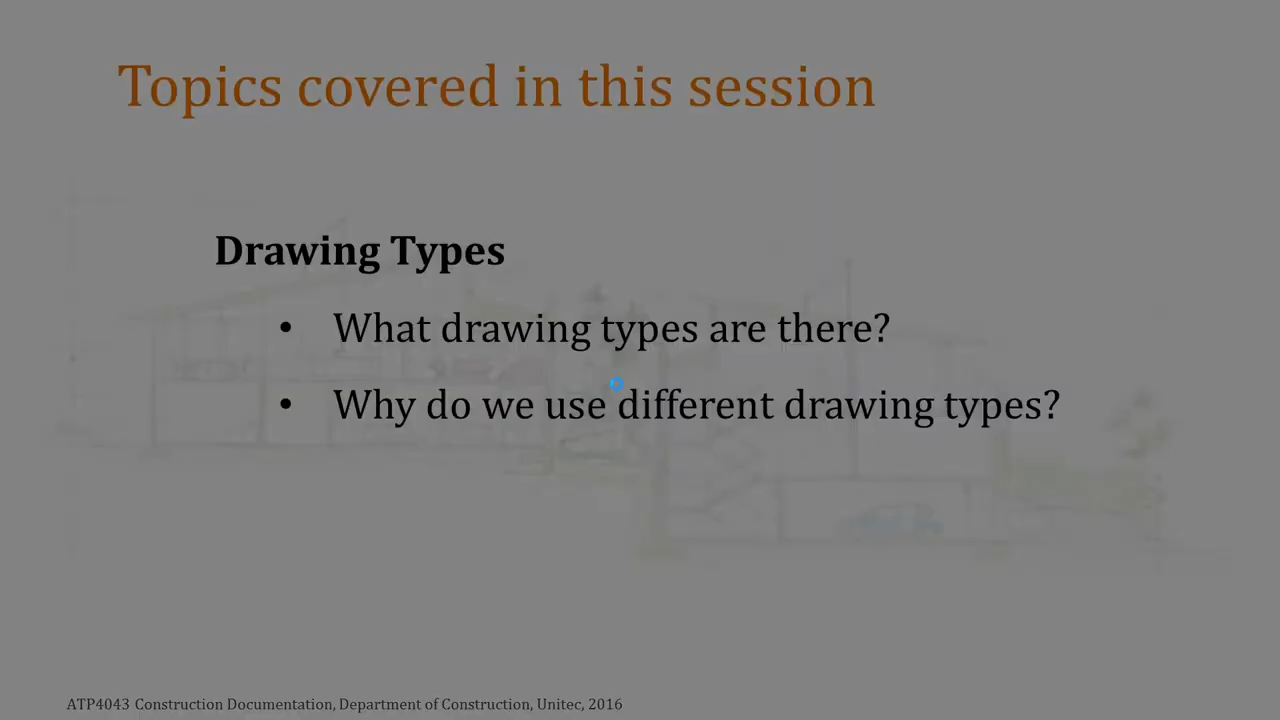 Topics covered in this session
Drawing Types
• What drawing types are there?
• Why do we use different drawing types?
ATP4043 Construction Documentation, Department of Construction, Unitec, 2016